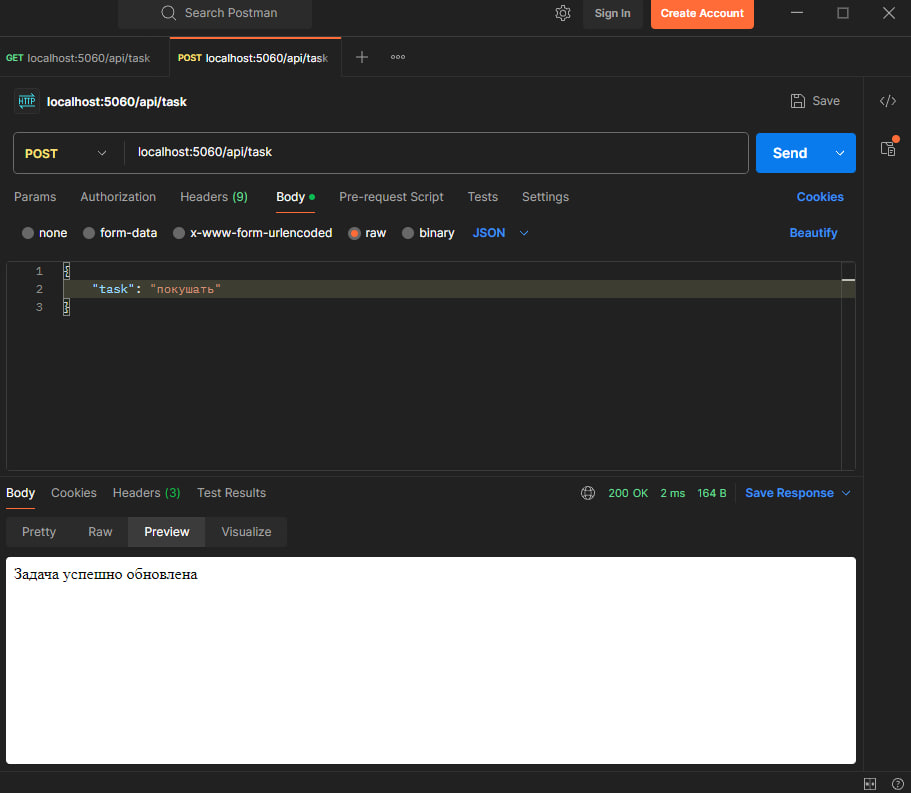 Search Postman
Sign In
Create Account
GET localhost:5060/api/task
POST localhost:5060/api/task
HTTP localhost:5060/api/task
Save
POST localhost:5060/api/task
Send
Params Authorization Headers (9) Body Pre-request Script Tests Settings Cookies
none form-data x-www-form-urlencoded raw binary JSON Beautify
1 {
2 "task": "покушать"
3 }
Body Cookies Headers (3) Test Results 200 OK 2 ms 164 B Save Response
Pretty Raw Preview Visualize
Задача успешно обновлена